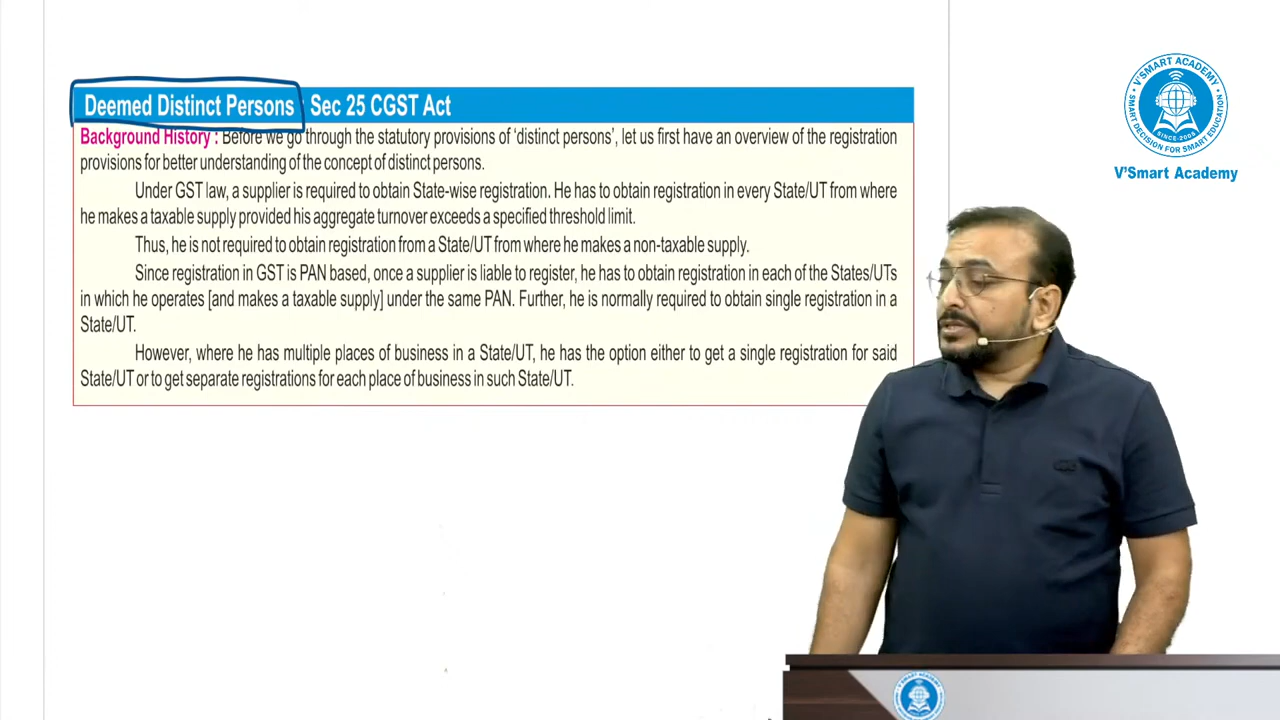 Deemed Distinct Persons : Sec 25 CGST Act
Background History : Before we go through the statutory provisions of 'distinct persons', let us first have an overview of the registration
provisions for better understanding of the concept of distinct persons.
Under GST law, a supplier is required to obtain State-wise registration. He has to obtain registration in every State/UT from where
he makes a taxable supply provided his aggregate turnover exceeds a specified threshold limit.
Thus, he is not required to obtain registration from a State/UT from where he makes a non-taxable supply.
Since registration in GST is PAN based, once a supplier is liable to register, he has to obtain registration in each of the States/UTs
in which he operates [and makes a taxable supply] under the same PAN. Further, he is normally required to obtain single registration in a
State/UT.
However, where he has multiple places of business in a State/UT, he has the option either to get a single registration for said
State/UT or to get separate registrations for each place of business in such State/UT.
V'SMART ACADEMY
SMART DECISION FOR SMART EDUCATION
SINCE-2008
V'Smart Academy